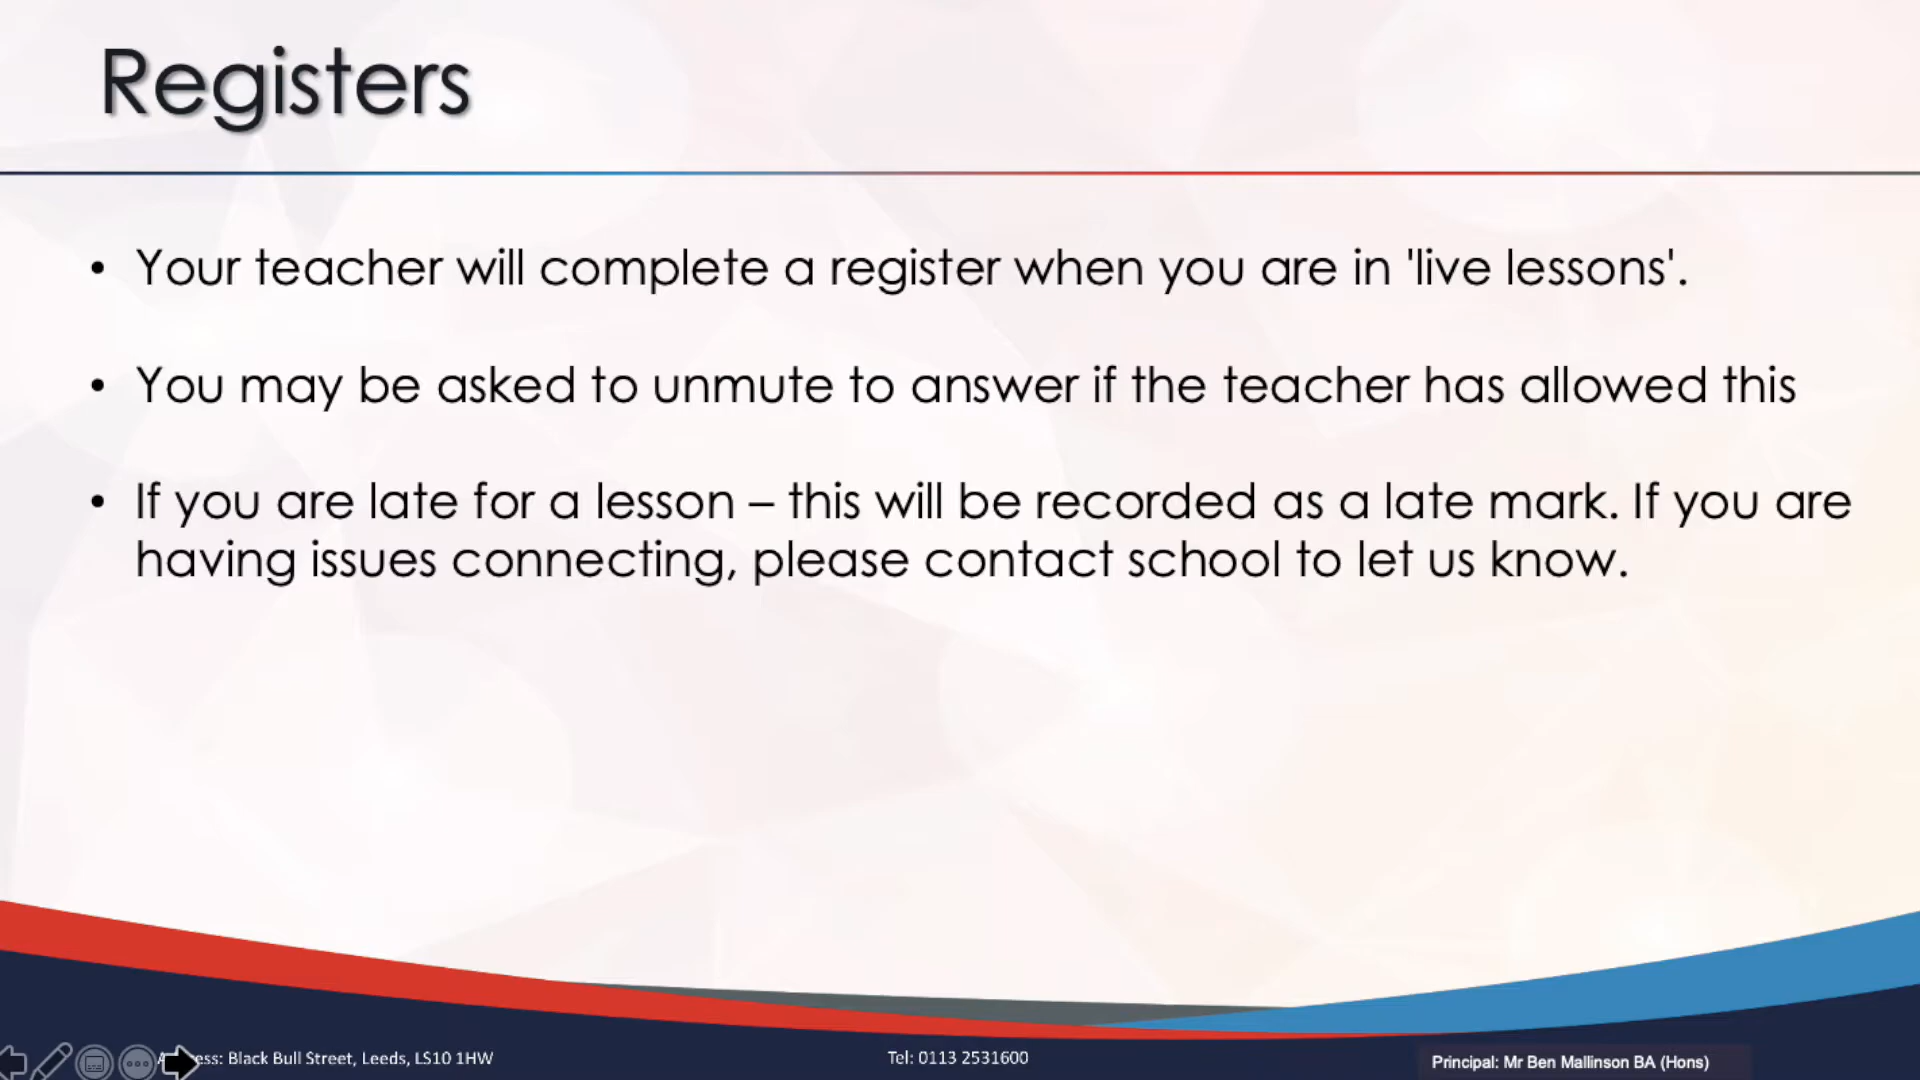 Registers
• Your teacher will complete a register when you are in 'live lessons'.
• You may be asked to unmute to answer if the teacher has allowed this
• If you are late for a lesson – this will be recorded as a late mark. If you are
having issues connecting, please contact school to let us know.
Black Bull Street, Leeds, LS10 1HW
Tel: 0113 2531600
Principal: Mr Ben Mallinson BA (Hons)